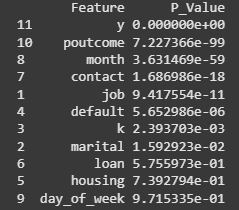 Feature P_Value
11 y 0.000000e+00
10 poutcome 7.227366e-99
8 month 3.631469e-59
7 contact 1.686986e-18
1 job 9.417554e-11
4 default 5.652986e-06
3 k 2.393703e-03
2 marital 1.592923e-02
6 loan 5.755973e-01
5 housing 7.392794e-01
9 day_of_week 9.715335e-01